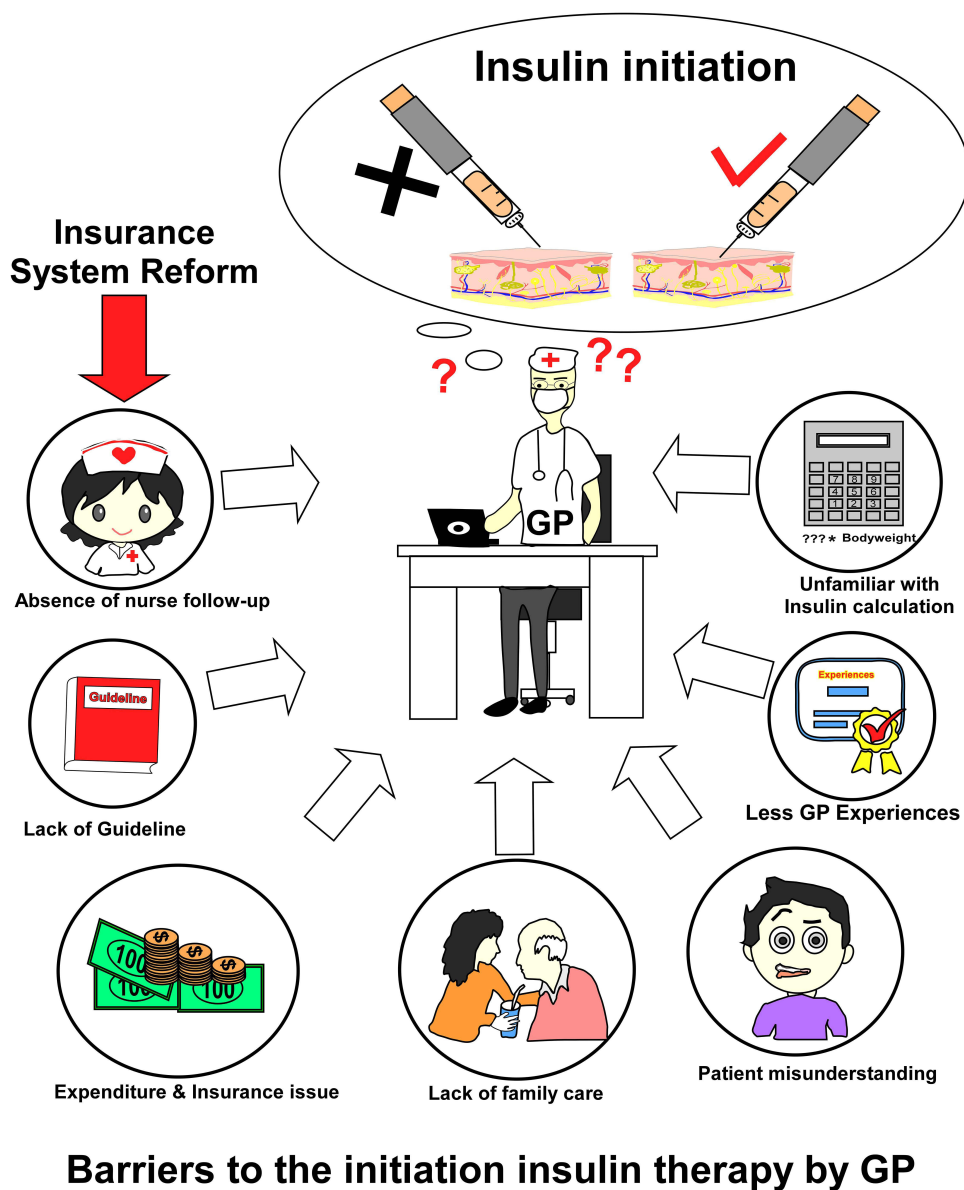 Insulin initiation
Insurance
System Reform
?
??
GP
Absence of nurse follow-up
7 8 9
4 5 6
1 2 3
???* Bodyweight
Unfamiliar with
Insulin calculation
Guideline
Lack of Guideline
Experiences
Less GP Experiences
$
$
$
100
100
100
Expenditure & Insurance issue
Lack of family care
Patient misunderstanding
Barriers to the initiation insulin therapy by GP